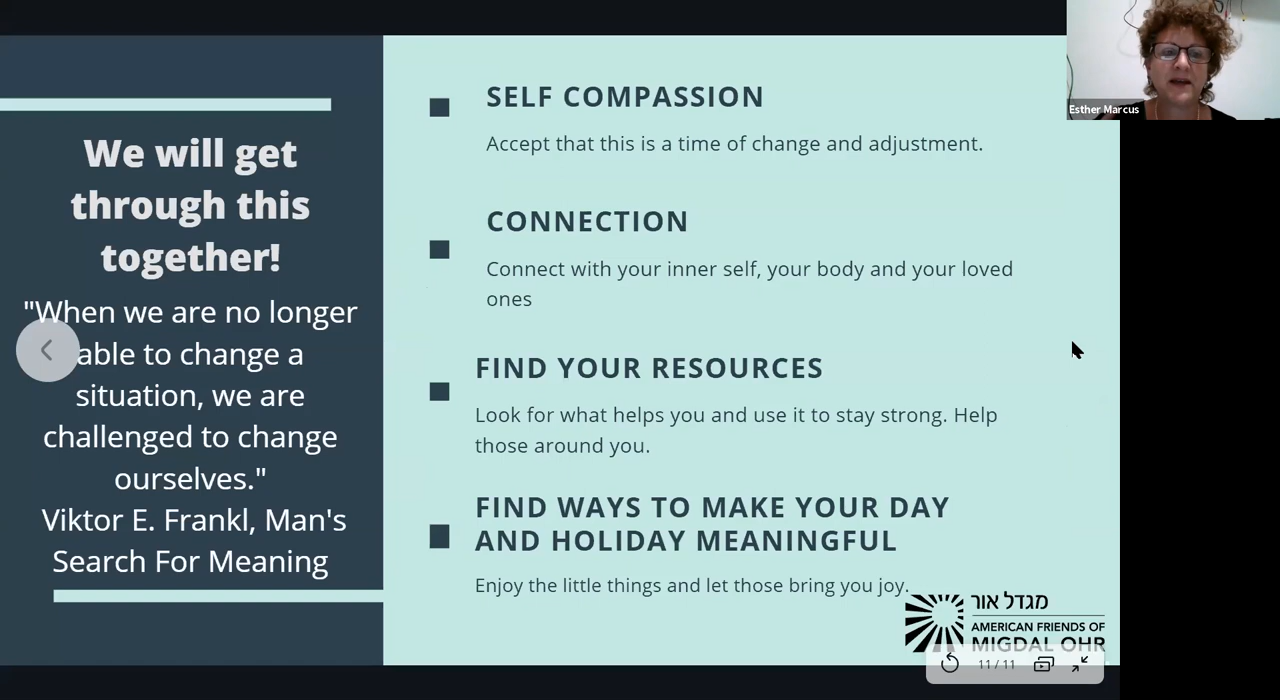 We will get
through this
together!
"When we are no longer
able to change a
situation, we are
challenged to change
ourselves."
Viktor E. Frankl, Man's
Search For Meaning
SELF COMPASSION
Accept that this is a time of change and adjustment.
CONNECTION
Connect with your inner self, your body and your loved
ones
FIND YOUR RESOURCES
Look for what helps you and use it to stay strong. Help
those around you.
FIND WAYS TO MAKE YOUR DAY
AND HOLIDAY MEANINGFUL
Enjoy the little things and let those bring you joy.
מגדל אור
AMERICAN FRIENDS OF
MIGDAL OHR
11/11
Esther Marcus